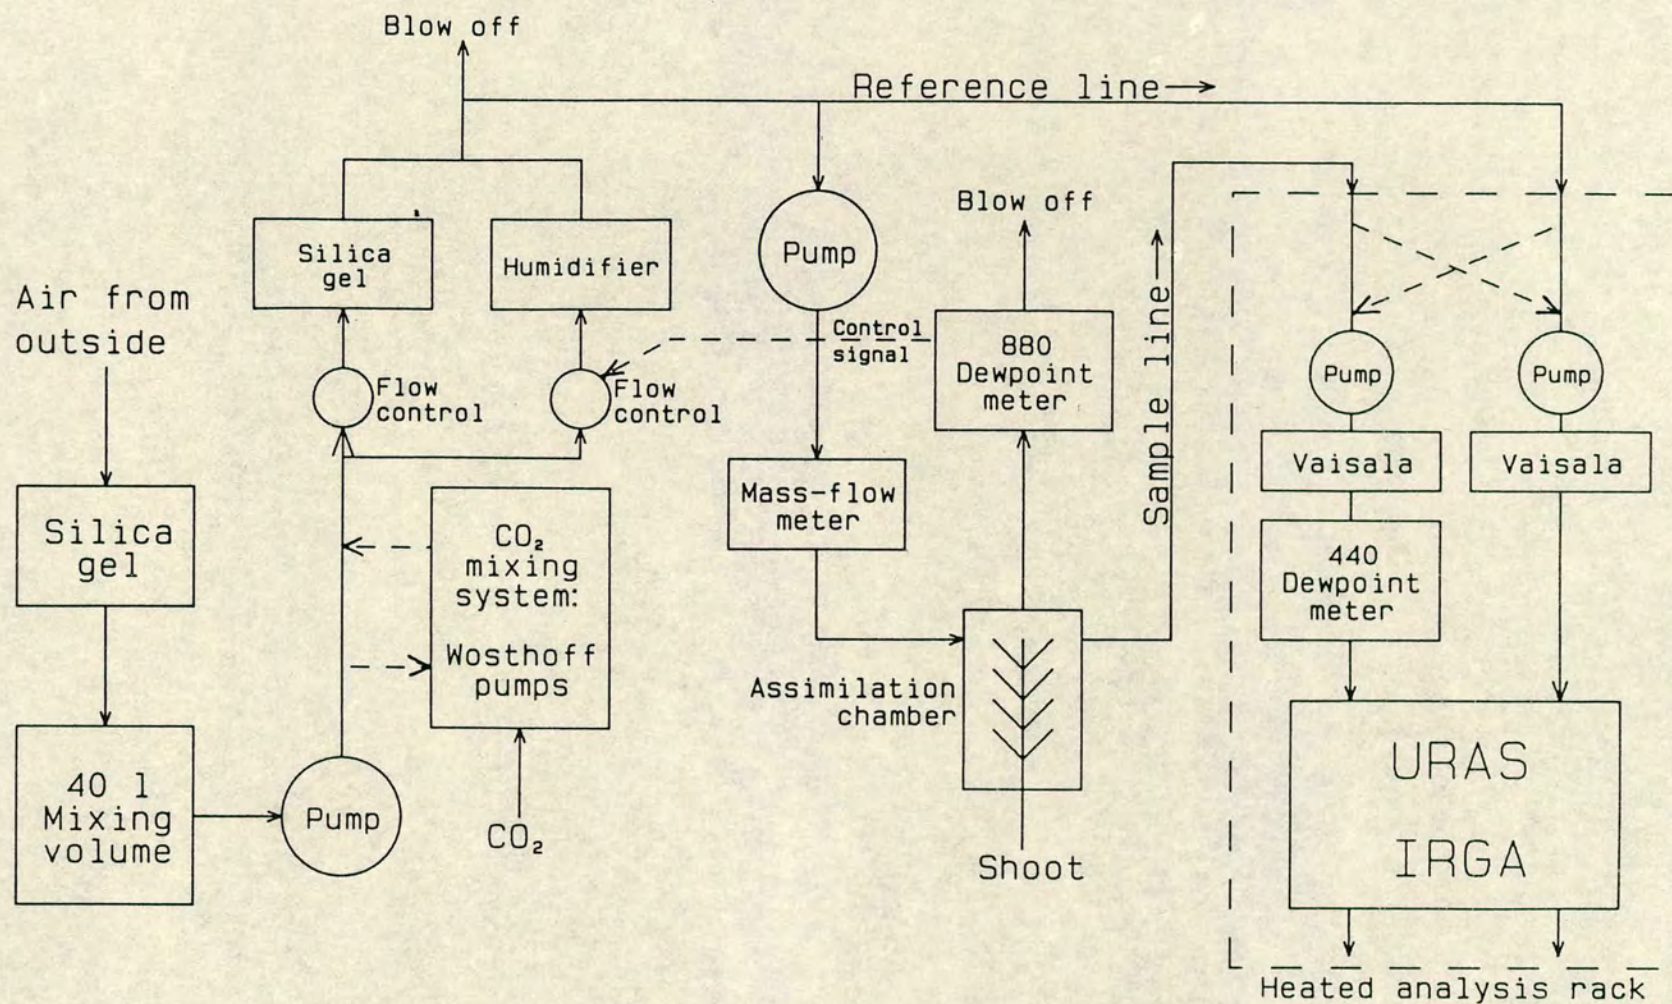 Blow off
Reference line
Blow off
Silica
gel
Humidifier
Pump
Air from
outside
Control
signal
880
Dewpoint
meter
Sample line
Flow
control
Flow
control
Pump
Pump
Vaisala
Vaisala
Silica
gel
Mass-flow
meter
CO₂
mixing
system:
Wosthoff
pumps
440
Dewpoint
meter
Assimilation
chamber
40 l
Mixing
volume
Pump
CO₂
Shoot
URAS
IRGA
Heated analysis rack